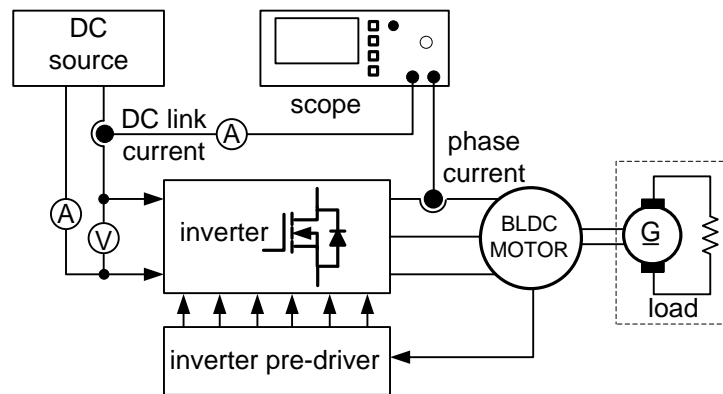 DC
source
scope
DC link
current
A
phase
current
A
V
inverter
BLDC
MOTOR
G
load
inverter pre-driver